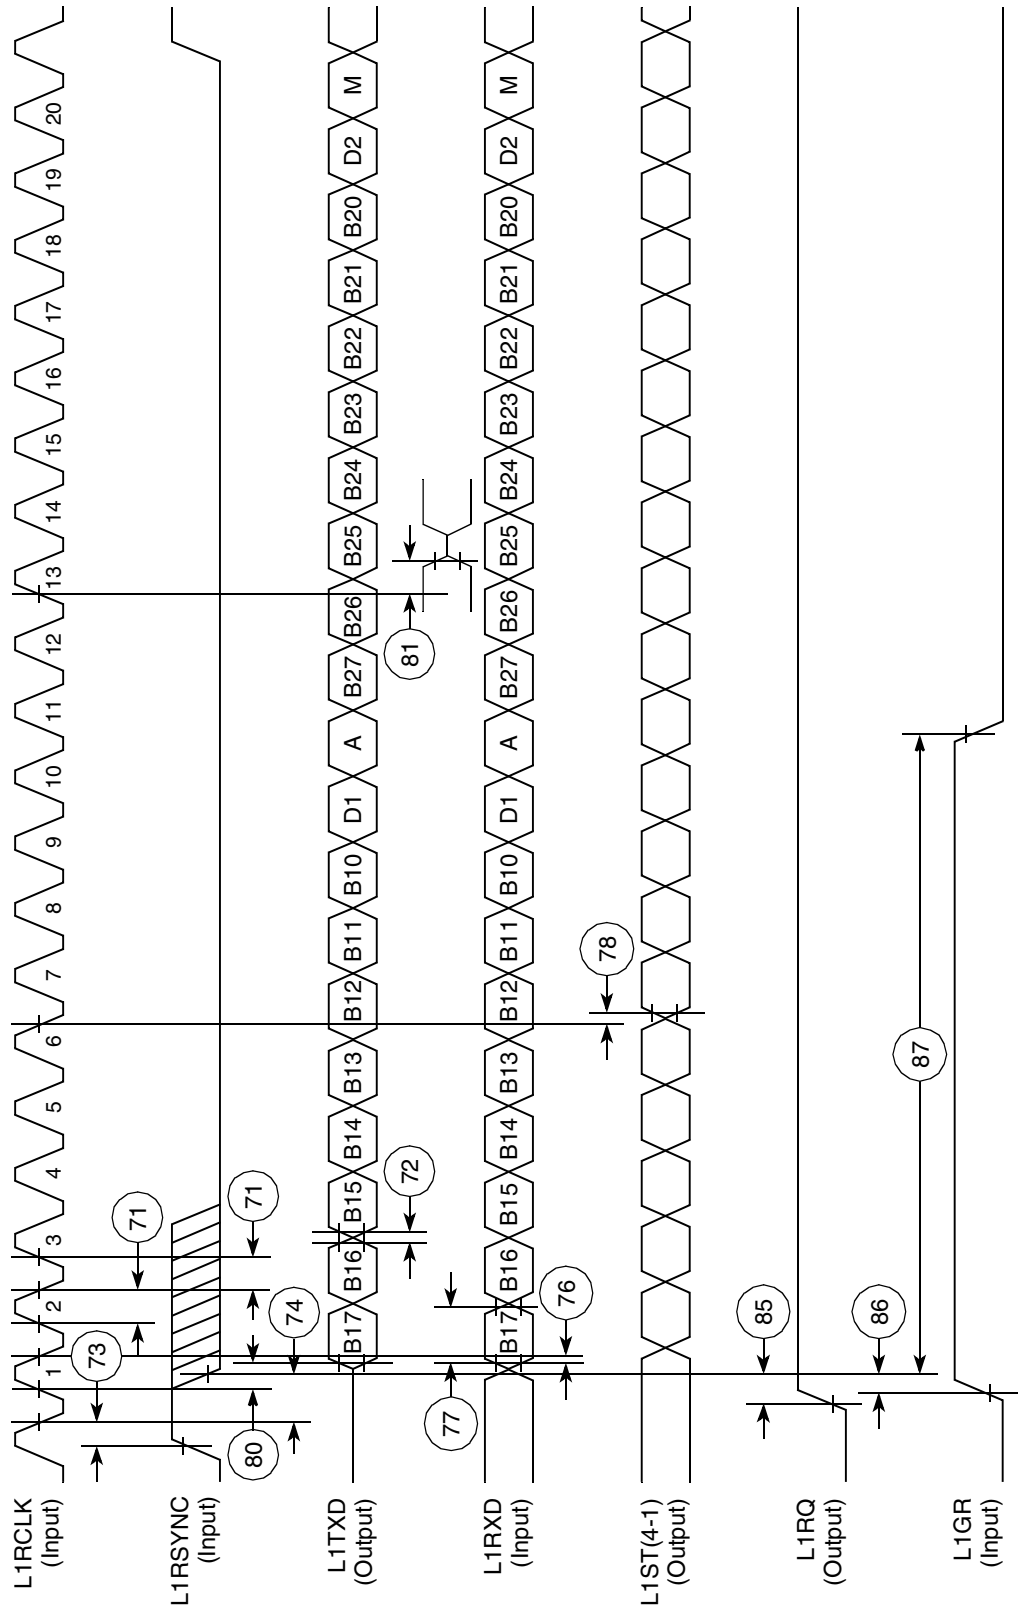 L1RCLK
(Input)
1 2 3 4 5 6 7 8 9 10 11 12 13 14 15 16 17 18 19 20
73
71
L1RSYNC
(Input)
80
74
71
L1TXD
(Output)
B17 B16 B15 B14 B13 B12 B11 B10 D1 A B27 B26 B25 B24 B23 B22 B21 B20 D2 M
72
81
77
L1RXD
(Input)
B17 B16 B15 B14 B13 B12 B11 B10 D1 A B27 B26 B25 B24 B23 B22 B21 B20 D2 M
76
78
L1ST(4-1)
(Output)
85
L1RQ
(Output)
86
87
L1GR
(Input)